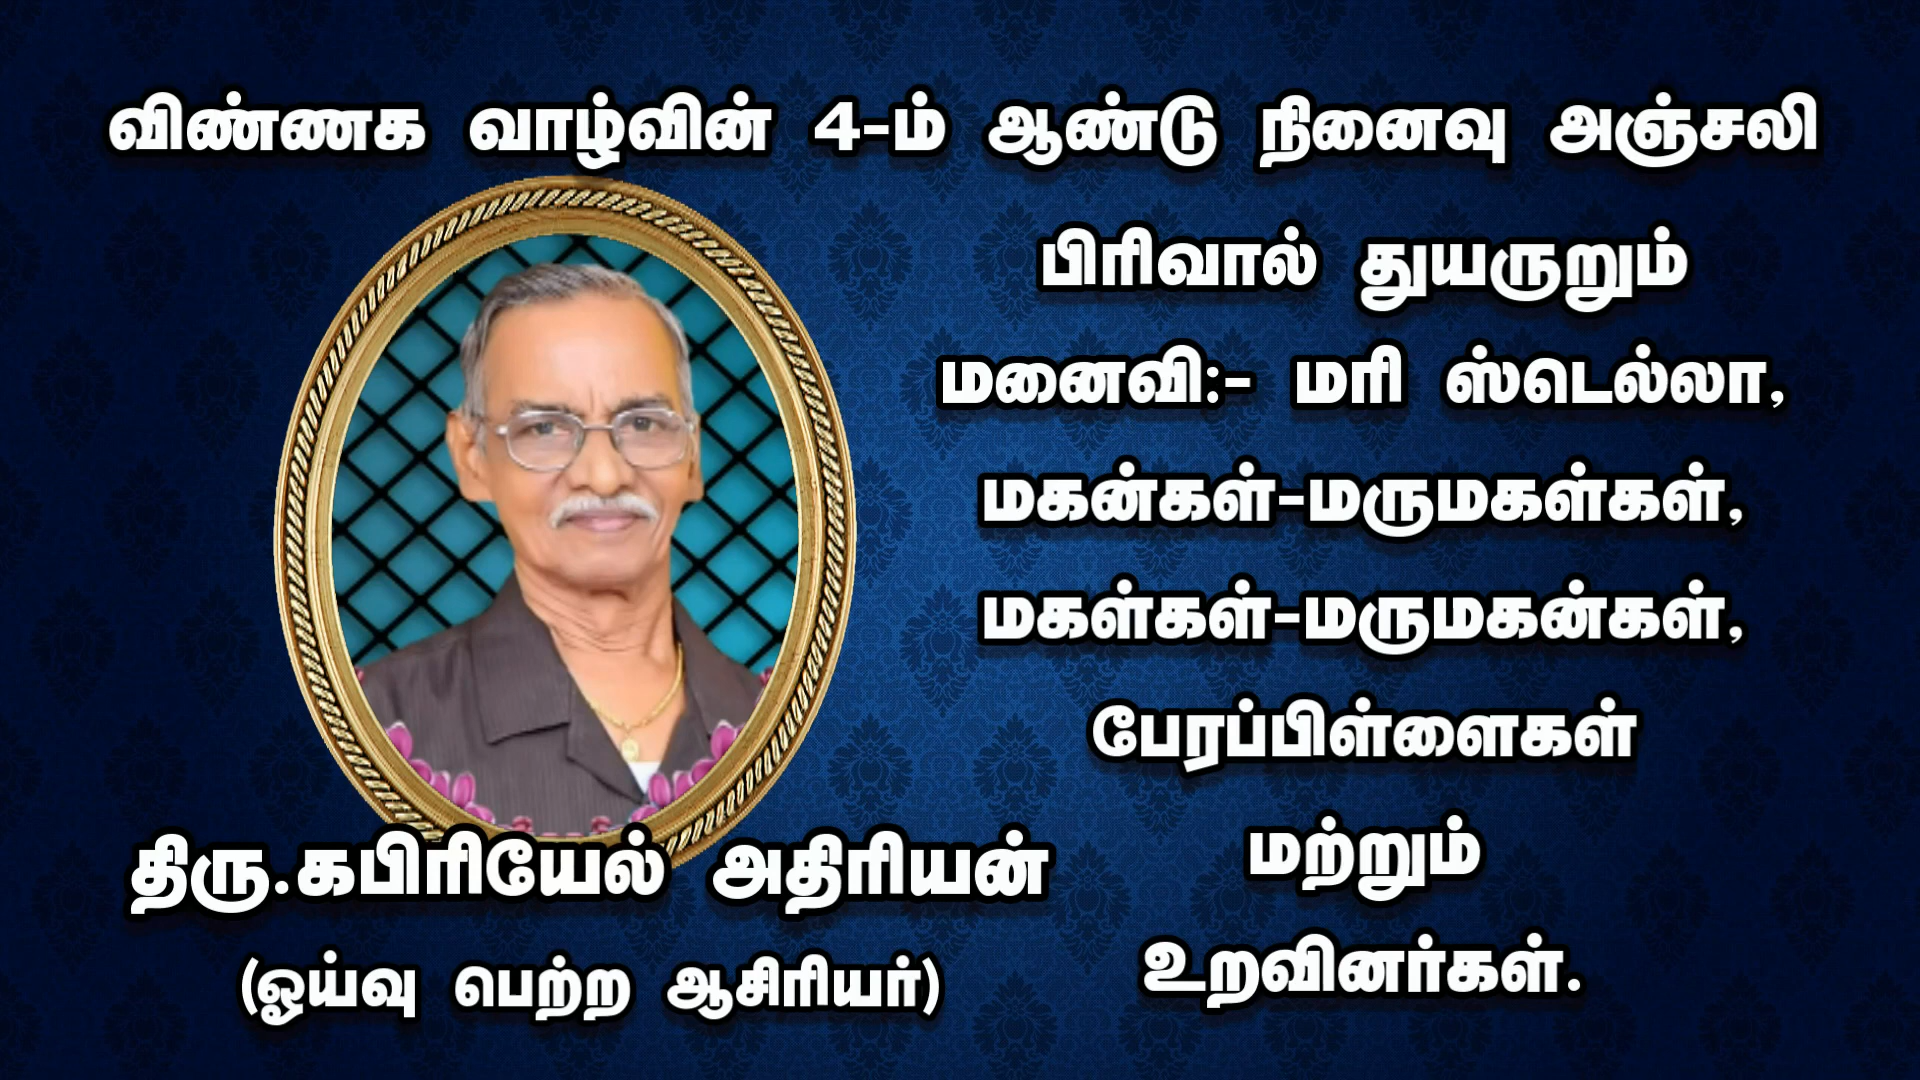 விண்ணக வாழ்வின் 4-ம் ஆண்டு நினைவு அஞ்சலி
பிரிவால் துயருறும்
மனைவி:- மரி ஸ்டெல்லா,
மகன்கள்-மருமகள்கள்,
மகள்கள்-மருமகன்கள்,
பேரப்பிள்ளைகள்
மற்றும்
உறவினர்கள்.
திரு.கபிரியேல் அதிரியன்
(ஓய்வு பெற்ற ஆசிரியர்)